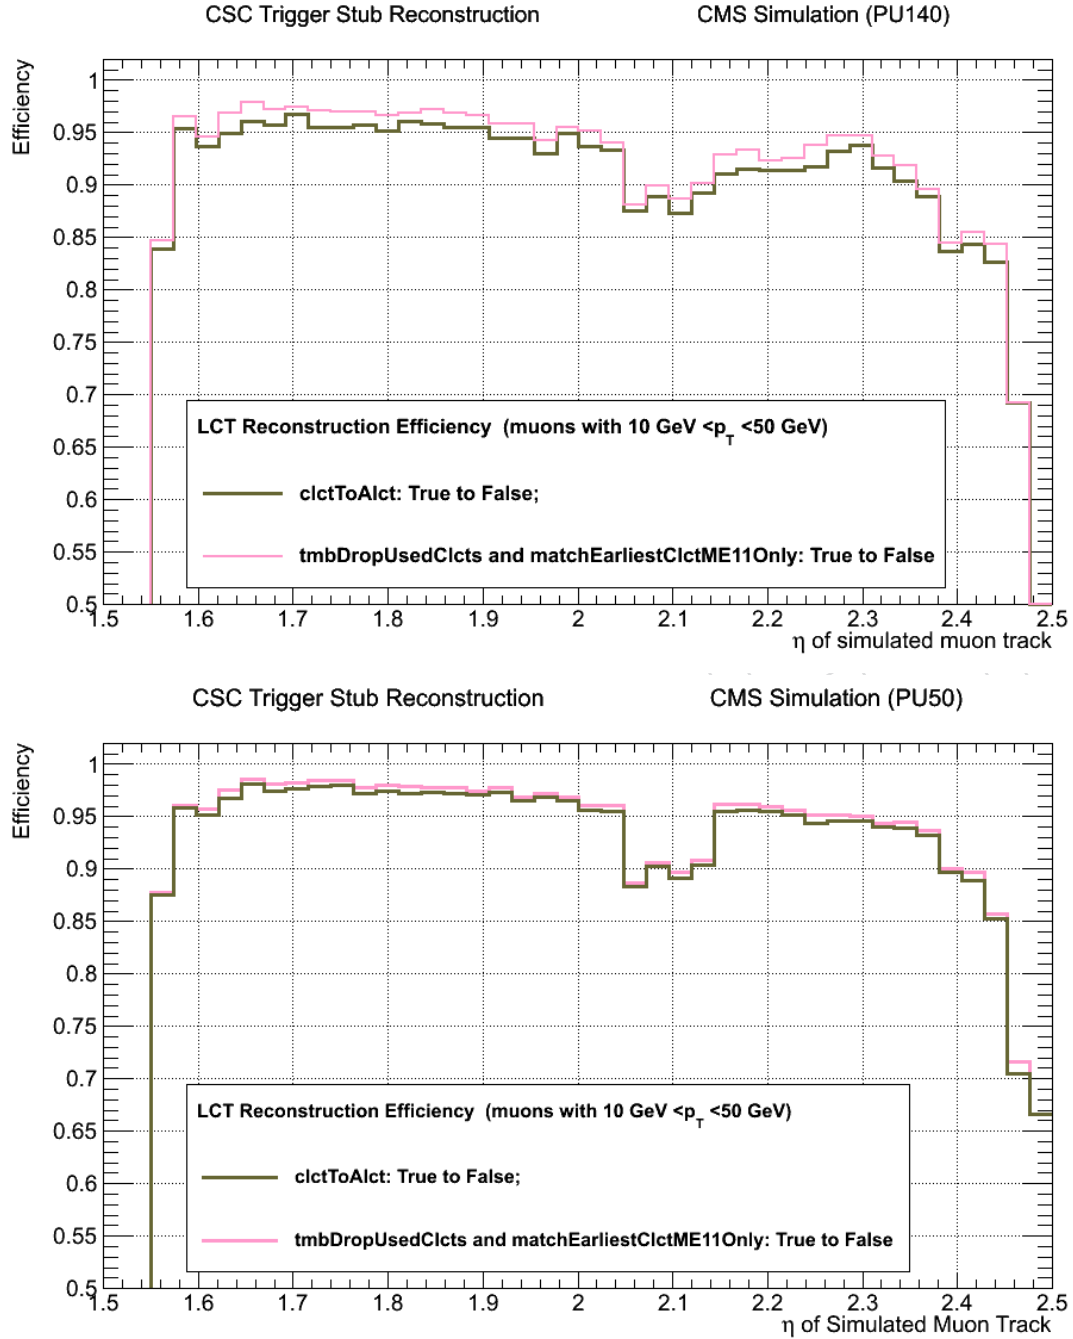 CSC Trigger Stub Reconstruction CMS Simulation (PU140)
Efficiency
1
0.95
0.9
0.85
0.8
0.75
0.7
0.65
0.6
0.55
0.5
LCT Reconstruction Efficiency (muons with 10 GeV <p_T <50 GeV)
clctToAlct: True to False;
tmbDropUsedClcts and matchEarliestClctME11Only: True to False
1.5 1.6 1.7 1.8 1.9 2 2.1 2.2 2.3 2.4 2.5
η of simulated muon track
CSC Trigger Stub Reconstruction CMS Simulation (PU50)
Efficiency
1
0.95
0.9
0.85
0.8
0.75
0.7
0.65
0.6
0.55
0.5
LCT Reconstruction Efficiency (muons with 10 GeV <p_T <50 GeV)
clctToAlct: True to False;
tmbDropUsedClcts and matchEarliestClctME11Only: True to False
1.5 1.6 1.7 1.8 1.9 2 2.1 2.2 2.3 2.4 2.5
η of Simulated Muon Track